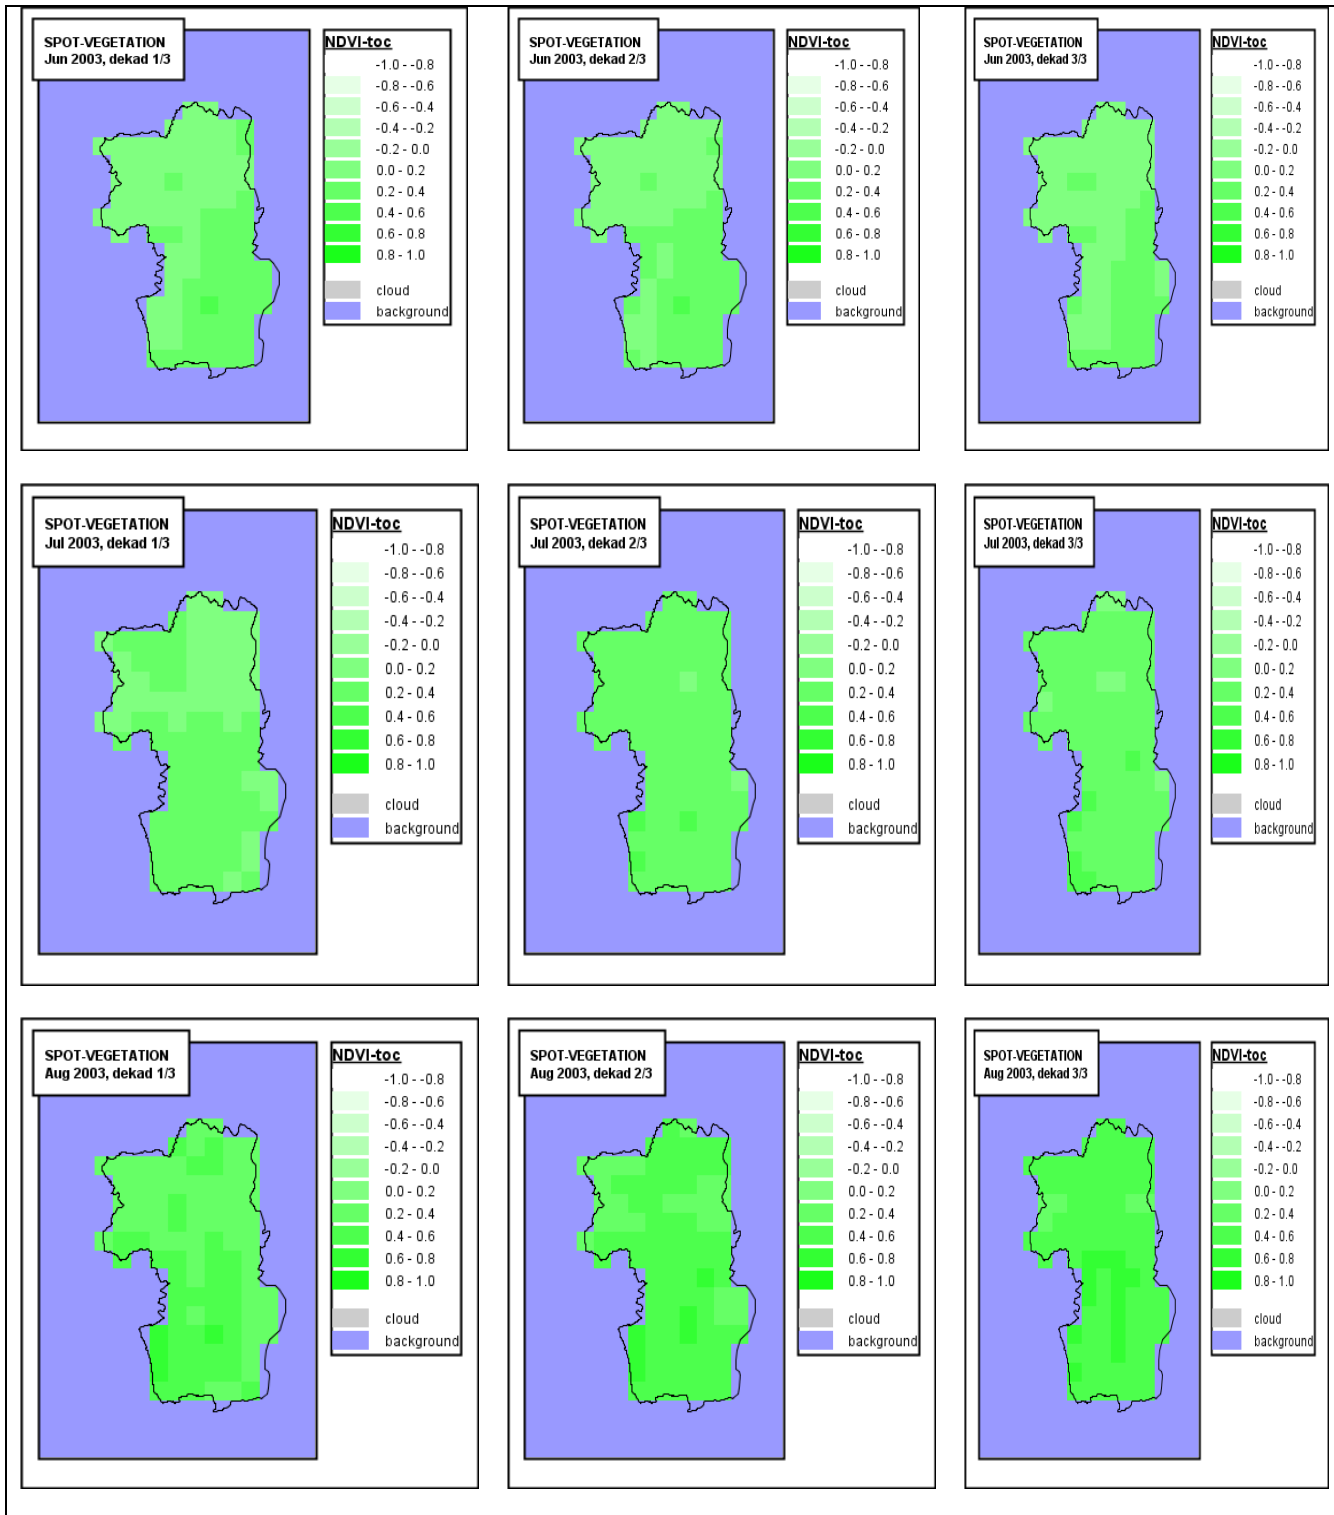 SPOT-VEGETATION
Jun 2003, dekad 1/3
NDVI-toc
-1.0 - -0.8
-0.8 - -0.6
-0.6 - -0.4
-0.4 - -0.2
-0.2 - 0.0
0.0 - 0.2
0.2 - 0.4
0.4 - 0.6
0.6 - 0.8
0.8 - 1.0
cloud
background
SPOT-VEGETATION
Jun 2003, dekad 2/3
NDVI-toc
-1.0 - -0.8
-0.8 - -0.6
-0.6 - -0.4
-0.4 - -0.2
-0.2 - 0.0
0.0 - 0.2
0.2 - 0.4
0.4 - 0.6
0.6 - 0.8
0.8 - 1.0
cloud
background
SPOT-VEGETATION
Jun 2003, dekad 3/3
NDVI-toc
-1.0 - -0.8
-0.8 - -0.6
-0.6 - -0.4
-0.4 - -0.2
-0.2 - 0.0
0.0 - 0.2
0.2 - 0.4
0.4 - 0.6
0.6 - 0.8
0.8 - 1.0
cloud
background
SPOT-VEGETATION
Jul 2003, dekad 1/3
NDVI-toc
-1.0 - -0.8
-0.8 - -0.6
-0.6 - -0.4
-0.4 - -0.2
-0.2 - 0.0
0.0 - 0.2
0.2 - 0.4
0.4 - 0.6
0.6 - 0.8
0.8 - 1.0
cloud
background
SPOT-VEGETATION
Jul 2003, dekad 2/3
NDVI-toc
-1.0 - -0.8
-0.8 - -0.6
-0.6 - -0.4
-0.4 - -0.2
-0.2 - 0.0
0.0 - 0.2
0.2 - 0.4
0.4 - 0.6
0.6 - 0.8
0.8 - 1.0
cloud
background
SPOT-VEGETATION
Jul 2003, dekad 3/3
NDVI-toc
-1.0 - -0.8
-0.8 - -0.6
-0.6 - -0.4
-0.4 - -0.2
-0.2 - 0.0
0.0 - 0.2
0.2 - 0.4
0.4 - 0.6
0.6 - 0.8
0.8 - 1.0
cloud
background
SPOT-VEGETATION
Aug 2003, dekad 1/3
NDVI-toc
-1.0 - -0.8
-0.8 - -0.6
-0.6 - -0.4
-0.4 - -0.2
-0.2 - 0.0
0.0 - 0.2
0.2 - 0.4
0.4 - 0.6
0.6 - 0.8
0.8 - 1.0
cloud
background
SPOT-VEGETATION
Aug 2003, dekad 2/3
NDVI-toc
-1.0 - -0.8
-0.8 - -0.6
-0.6 - -0.4
-0.4 - -0.2
-0.2 - 0.0
0.0 - 0.2
0.2 - 0.4
0.4 - 0.6
0.6 - 0.8
0.8 - 1.0
cloud
background
SPOT-VEGETATION
Aug 2003, dekad 3/3
NDVI-toc
-1.0 - -0.8
-0.8 - -0.6
-0.6 - -0.4
-0.4 - -0.2
-0.2 - 0.0
0.0 - 0.2
0.2 - 0.4
0.4 - 0.6
0.6 - 0.8
0.8 - 1.0
cloud
background